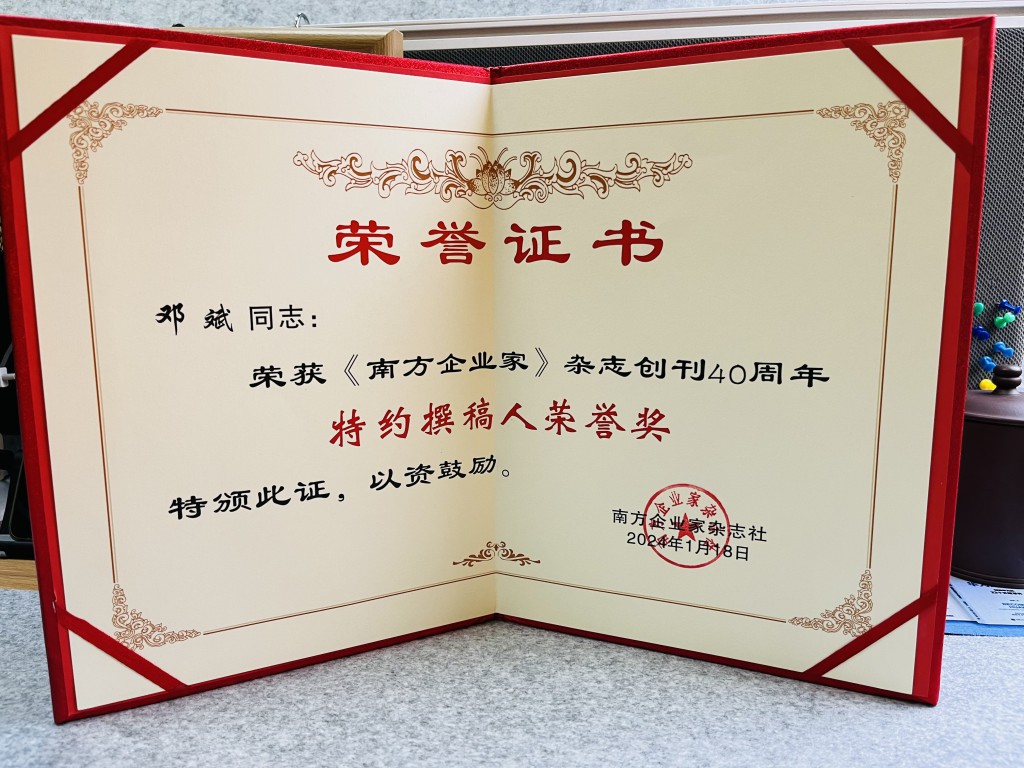 荣誉证书
邓 斌 同志：
荣获《南方企业家》杂志创刊40周年
特约撰稿人荣誉奖
特颁此证，以资鼓励。
南方企业家杂志社
2024年1月18日